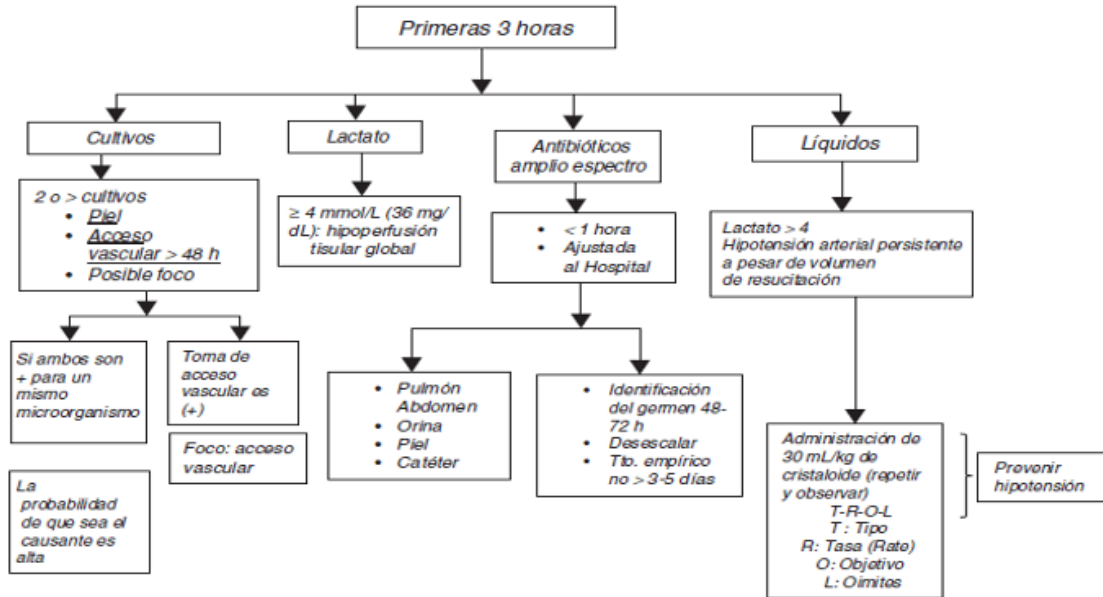 Primeras 3 horas
Cultivos
Lactato
Antibióticos
amplio espectro
Líquidos
2 o > cultivos
• Piel
• Acceso
vascular > 48 h
• Posible foco
≥ 4 mmol/L (36 mg/
dL): hipoperfusión
tisular global
• < 1 hora
• Ajustada
al Hospital
Lactato > 4
Hipotensión arterial persistente
a pesar de volumen
de resucitación
Si ambos son
+ para un
mismo
microorganismo
Toma de
acceso
vascular es
(+)
Foco: acceso
vascular
La
probabilidad
de que sea el
causante es
alta
• Pulmón
Abdomen
• Orina
• Piel
• Catéter
• Identificación
del germen 48-
72 h
• Desescalar
• Tto. empírico
no > 3-5 días
Administración de
30 mL/kg de
cristaloide (repetir
y observar)
T-R-O-L
T : Tipo
R: Tasa (Rate)
O: Objetivo
L: Oimites
Prevenir
hipotensión